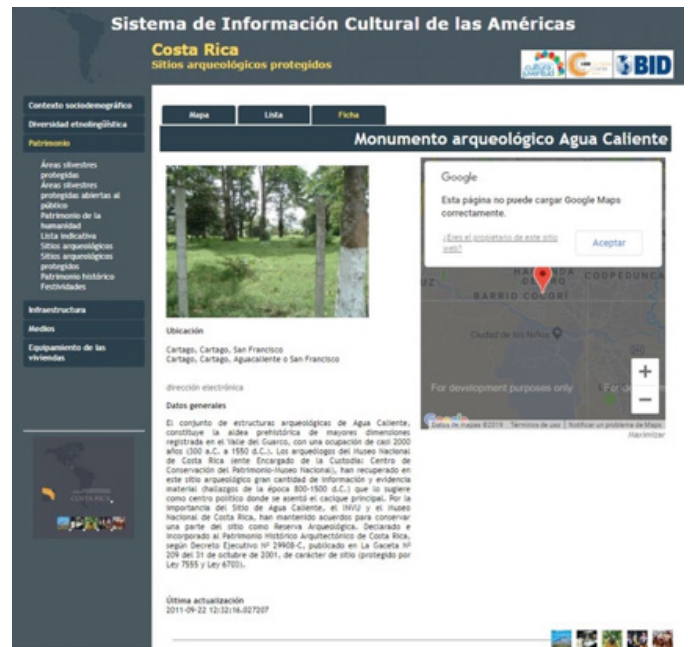 Sistema de Información Cultural de las Américas
Costa Rica
Sitios arqueológicos protegidos
cultura
juventud
BID
Contexto sociodemográfico
Diversidad etnolingüística
Patrimonio
Áreas silvestres
protegidas
Áreas silvestres
protegidas abiertas al
público
Patrimonio de la
humanidad
Lista indicativa
Sitios arqueológicos
Sitios arqueológicos
protegidos
Patrimonio histórico
Festividades
Infraestructura
Medios
Equipamiento de las
viviendas
COSTA RICA
Mapa Lista Ficha
Monumento arqueológico Agua Caliente
Google
Esta página no puede cargar Google Maps
correctamente.
¿Eres el propietario de este sitio
web?
Aceptar
COOPEDUNCA
BARRIO COCORÍ
Ciudad de los Niños
+
−
For development purposes only
Google
Datos de mapas ©2019 Términos de uso Notificar un problema de Maps
Maximizar
Ubicación
Cartago, Cartago, San Francisco
Cartago, Cartago, Aguacaliente o San Francisco
dirección electrónica
Datos generales
El conjunto de estructuras arqueológicas de Agua Caliente,
constituye la aldea prehistórica de mayores dimensiones
registrada en el Valle del Guarco, con una ocupación de casi 2000
años (300 a.C. a 1550 d.C.). Los arqueólogos del Museo Nacional
de Costa Rica (ente Encargado de la Custodia: Centro de
Conservación del Patrimonio-Museo Nacional), han recuperado en
este sitio arqueológico gran cantidad de información y evidencia
material (hallazgos de la época 800-1500 d.C.) que lo sugiere
como centro político donde se asentó el cacique principal. Por la
importancia del Sitio de Agua Caliente, el INVU y el Museo
Nacional de Costa Rica, han mantenido acuerdos para conservar
una parte del sitio como Reserva Arqueológica. Declarado e
incorporado al Patrimonio Histórico Arquitectónico de Costa Rica,
según Decreto Ejecutivo Nº 29908-C, publicado en La Gaceta Nº
209 del 31 de octubre de 2001, de carácter de sitio (protegido por
Ley 7555 y Ley 6703).
Última actualización
2011-09-22 12:32:16.027207